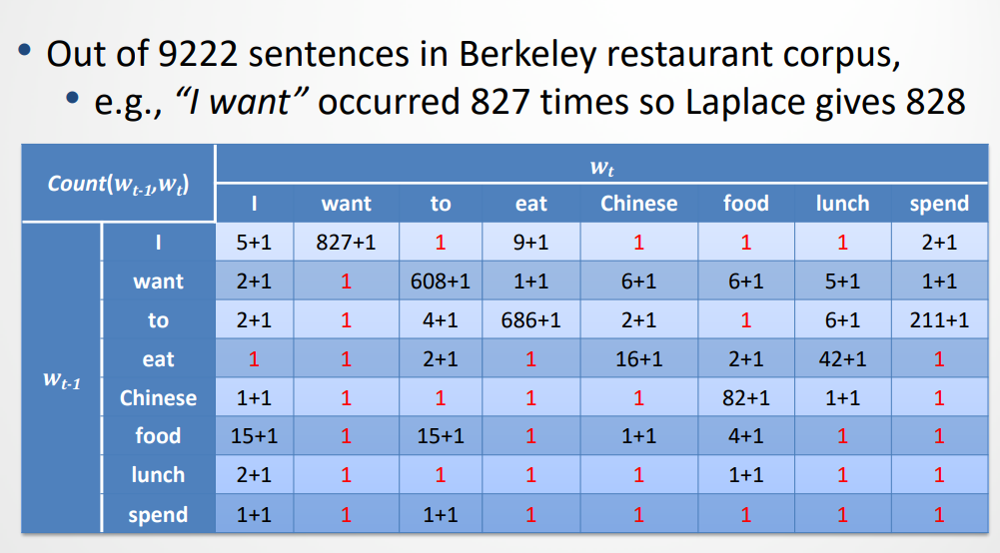 • Out of 9222 sentences in Berkeley restaurant corpus,
• e.g., “I want” occurred 827 times so Laplace gives 828
Count(wt-1,wt) wt
I want to eat Chinese food lunch spend
wt-1
I 5+1 827+1 1 9+1 1 1 1 2+1
want 2+1 1 608+1 1+1 6+1 6+1 5+1 1+1
to 2+1 1 4+1 686+1 2+1 1 6+1 211+1
eat 1 1 2+1 1 16+1 2+1 42+1 1
Chinese 1+1 1 1 1 1 82+1 1+1 1
food 15+1 1 15+1 1 1+1 4+1 1 1
lunch 2+1 1 1 1 1 1+1 1 1
spend 1+1 1 1+1 1 1 1 1 1